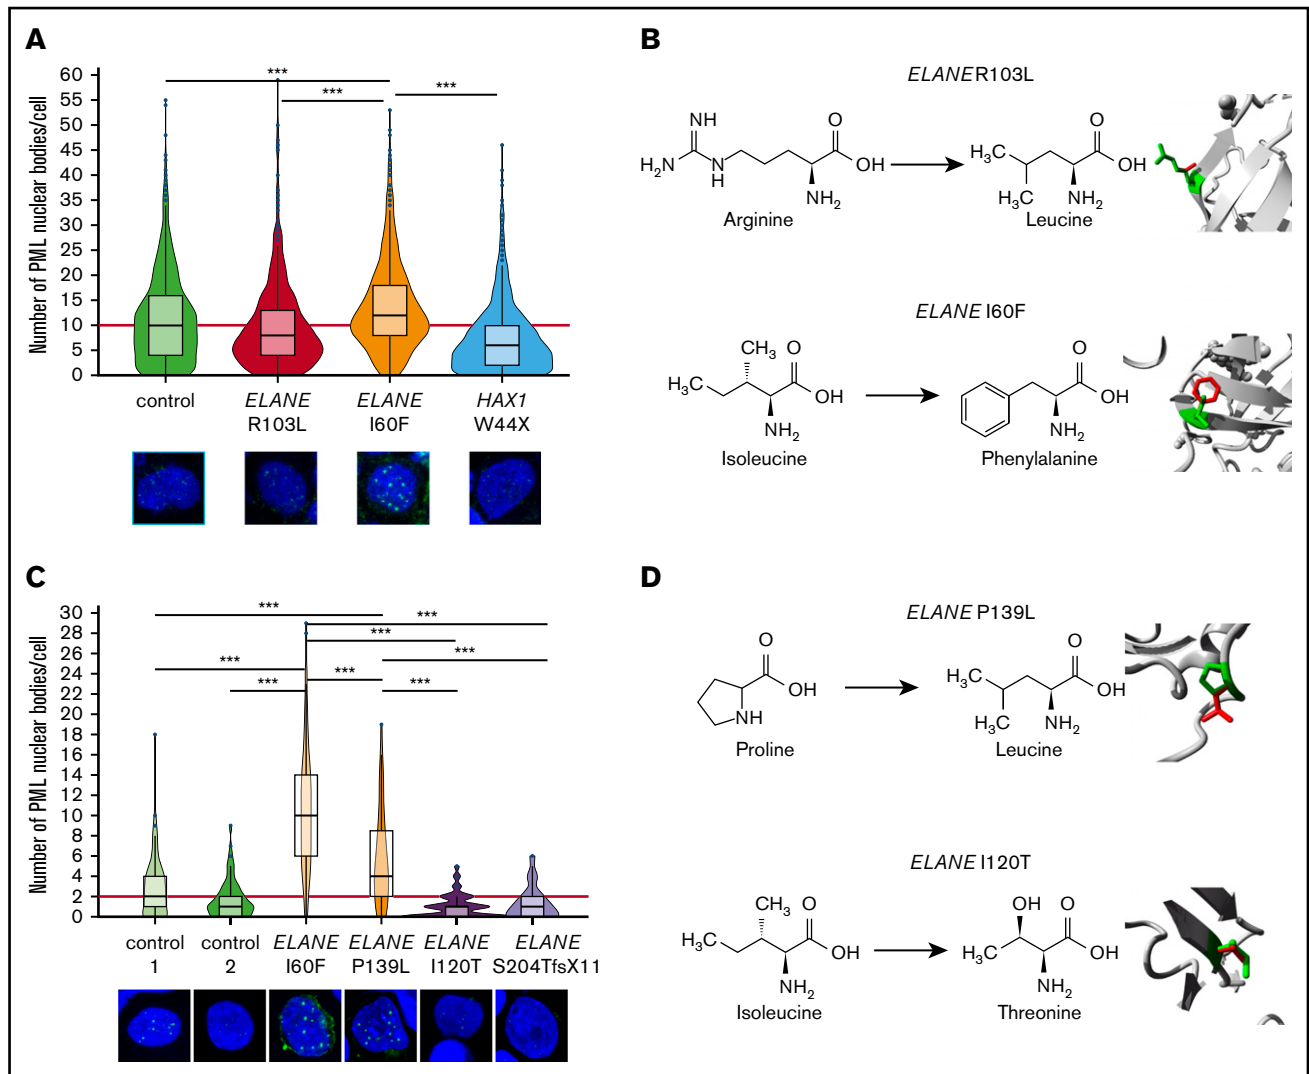 A
Number of PML nuclear bodies/cell
60
55
50
45
40
35
30
25
20
15
10
5
0
***
***
***
control
ELANE
R103L
ELANE
I60F
HAX1
W44X
B
ELANE R103L
NH
H2N
N
H
O
OH
NH2
Arginine
H3C
H3C
O
OH
NH2
Leucine
ELANE I60F
CH3
H3C
O
OH
NH2
Isoleucine
O
OH
NH2
Phenylalanine
C
Number of PML nuclear bodies/cell
30
28
26
24
22
20
18
16
14
12
10
8
6
4
2
0
***
***
***
***
***
***
***
***
control
1
control
2
ELANE
I60F
ELANE
P139L
ELANE
I120T
ELANE
S204TfsX11
D
ELANE P139L
O
OH
NH
Proline
H3C
H3C
O
OH
NH2
Leucine
ELANE I120T
CH3
H3C
O
OH
NH2
Isoleucine
OH
O
H3C
OH
NH2
Threonine